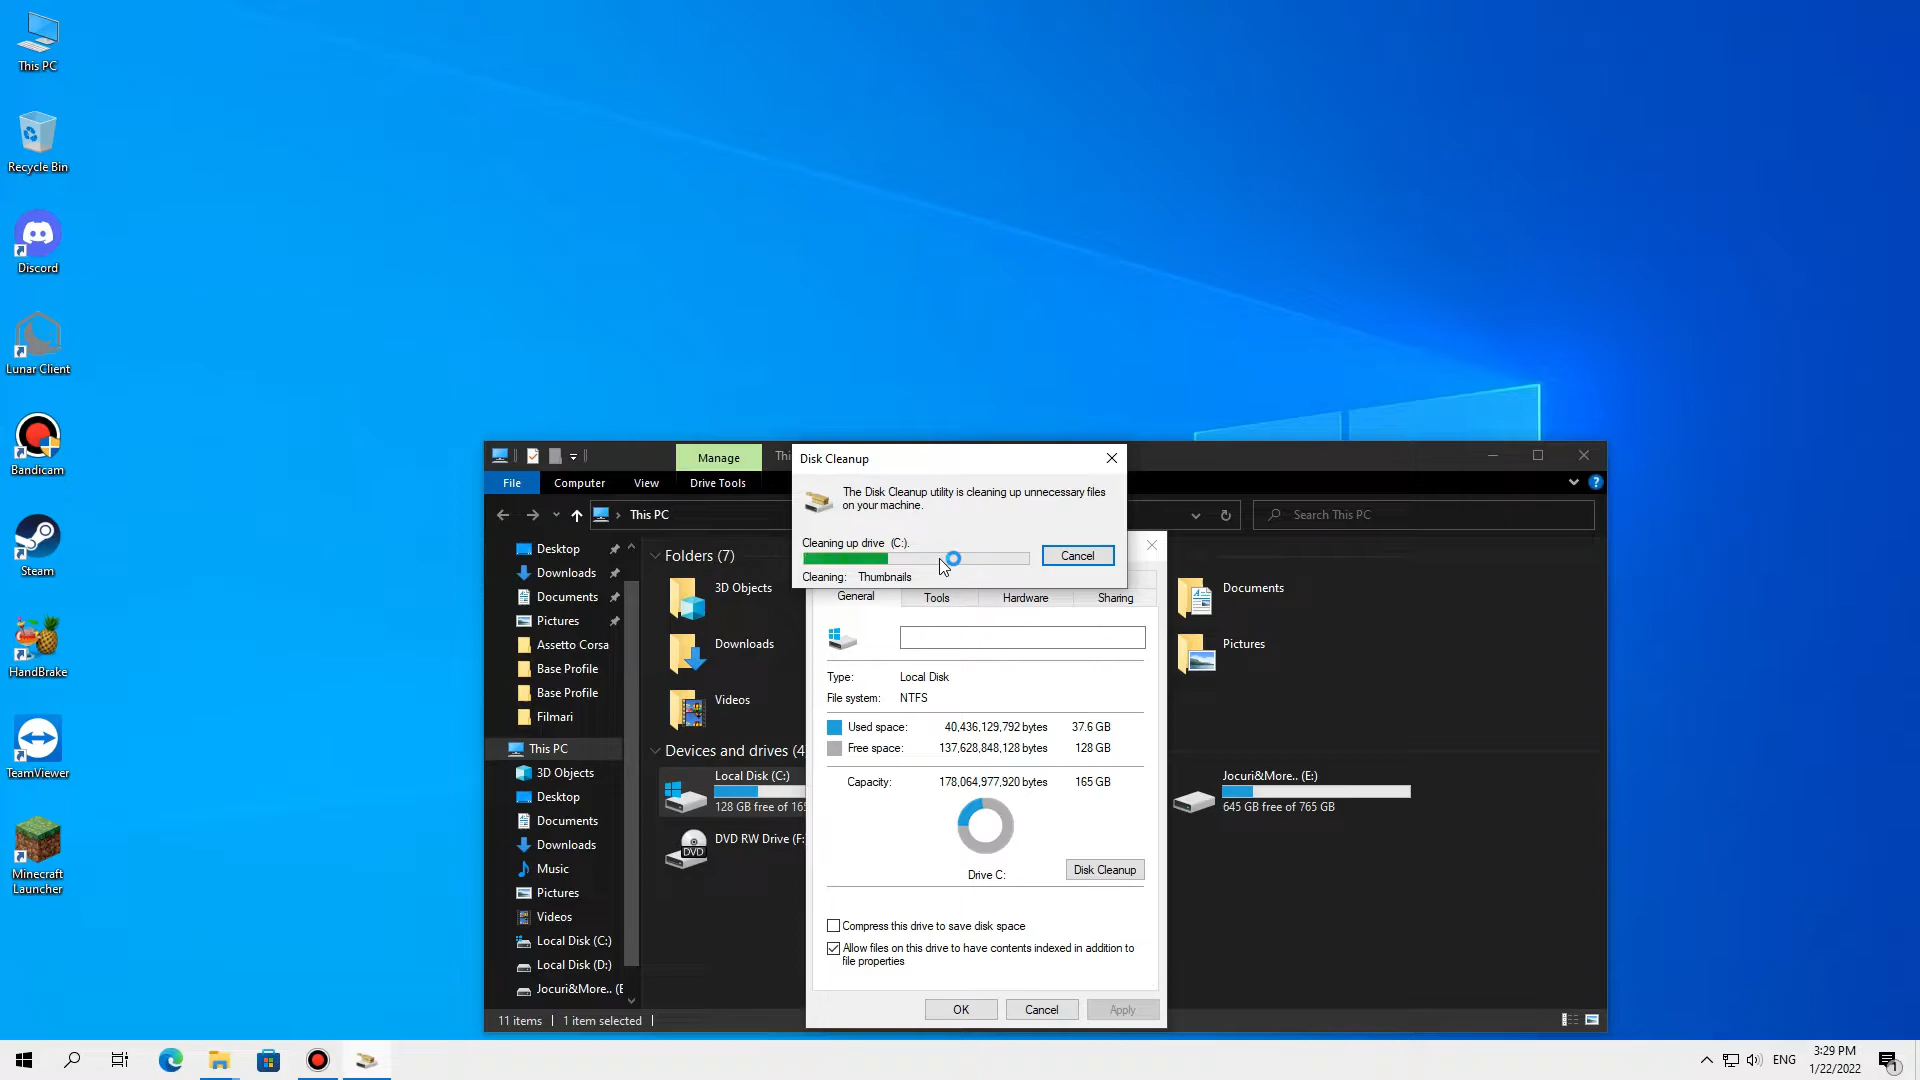 This PC
Recycle Bin
Discord
Lunar Client
Bandicam
Steam
HandBrake
TeamViewer
Minecraft
Launcher
Manage
Thi
File
Computer
View
Drive Tools
This PC
Search This PC
Desktop
Downloads
Documents
Pictures
Assetto Corsa
Base Profile
Base Profile
Filmari
This PC
3D Objects
Desktop
Documents
Downloads
Music
Pictures
Videos
Local Disk (C:)
Local Disk (D:)
Jocuri&More.. (E
Folders (7)
3D Objects
Downloads
Videos
Documents
Pictures
Devices and drives (4
Local Disk (C:)
128 GB free of 165
DVD RW Drive (F:
DVD
Jocuri&More.. (E:)
645 GB free of 765 GB
11 items
1 item selected
Disk Cleanup
The Disk Cleanup utility is cleaning up unnecessary files
on your machine.
Cleaning up drive (C:).
Cancel
Cleaning: Thumbnails
General
Tools
Hardware
Sharing
Type: Local Disk
File system: NTFS
Used space: 40,436,129,792 bytes 37.6 GB
Free space: 137,628,848,128 bytes 128 GB
Capacity: 178,064,977,920 bytes 165 GB
Drive C:
Disk Cleanup
Compress this drive to save disk space
Allow files on this drive to have contents indexed in addition to
file properties
OK
Cancel
Apply
ENG
3:29 PM
1/22/2022
1